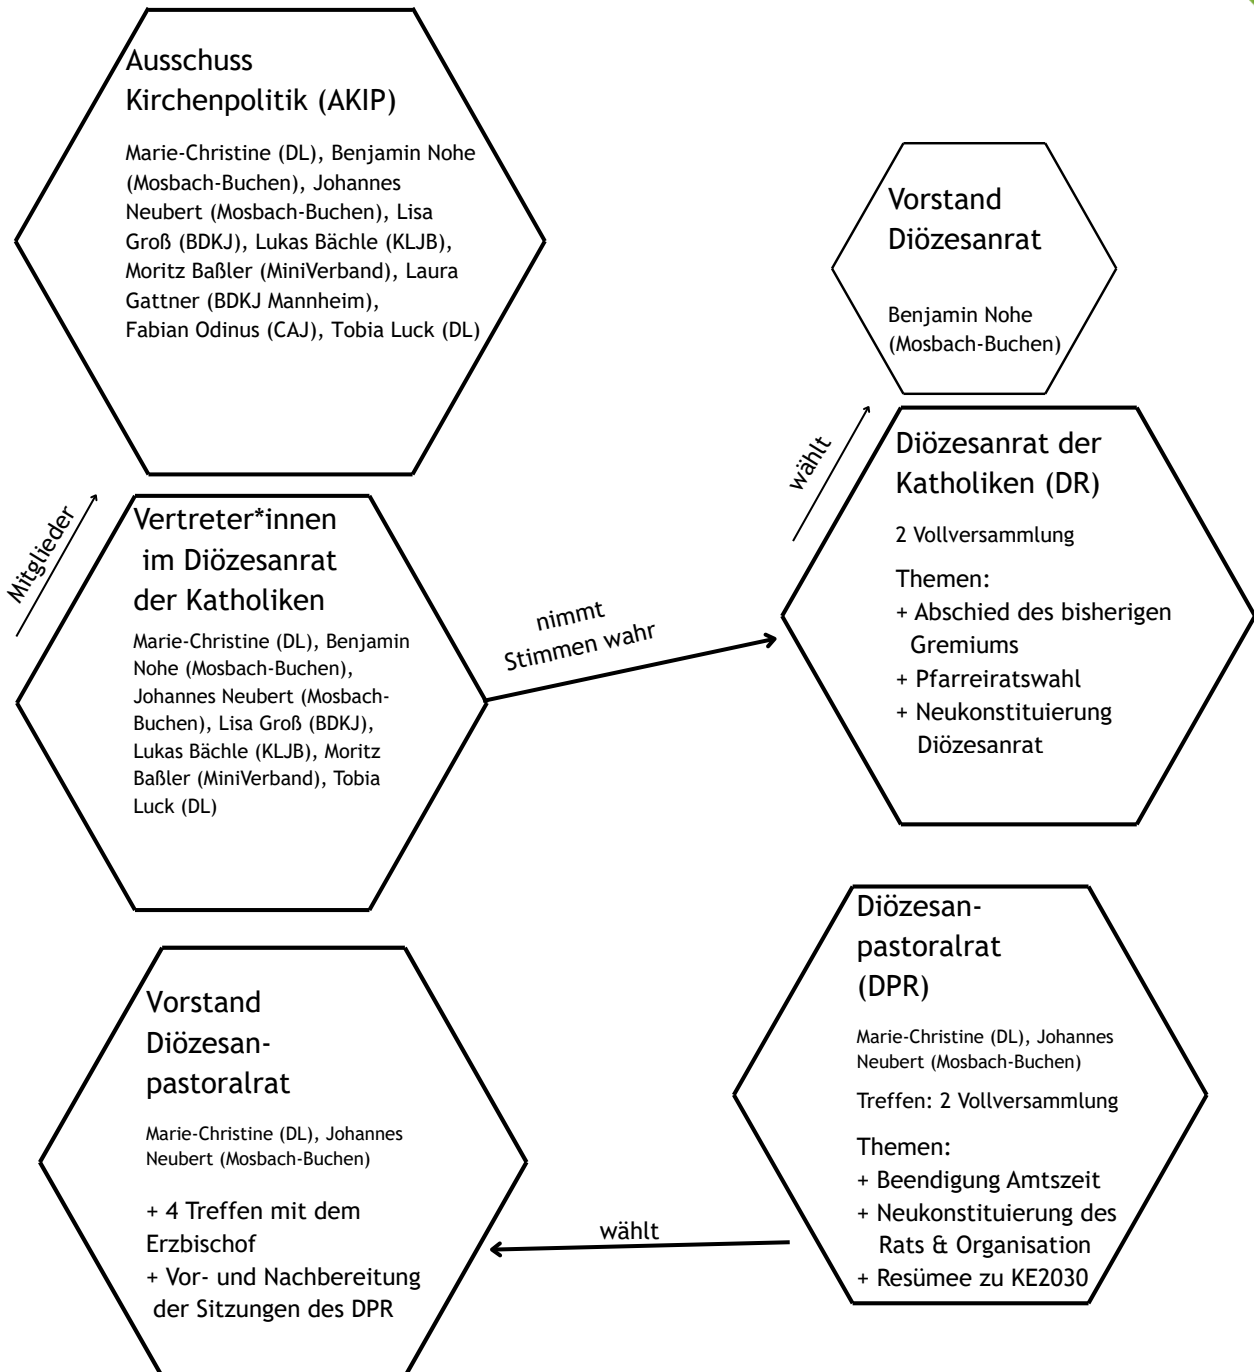 Ausschuss
Kirchenpolitik (AKIP)
Marie-Christine (DL), Benjamin Nohe
(Mosbach-Buchen), Johannes
Neubert (Mosbach-Buchen), Lisa
Groß (BDKJ), Lukas Bächle (KLJB),
Moritz Baßler (MiniVerband), Laura
Gattner (BDKJ Mannheim),
Fabian Odinus (CAJ), Tobia Luck (DL)
Vorstand
Diözesanrat
Benjamin Nohe
(Mosbach-Buchen)
Mitglieder
Vertreter*innen
im Diözesanrat
der Katholiken
Marie-Christine (DL), Benjamin
Nohe (Mosbach-Buchen),
Johannes Neubert (Mosbach-
Buchen), Lisa Groß (BDKJ),
Lukas Bächle (KLJB), Moritz
Baßler (MiniVerband), Tobia
Luck (DL)
nimmt
Stimmen wahr
wählt
Diözesanrat der
Katholiken (DR)
2 Vollversammlung
Themen:
+ Abschied des bisherigen
Gremiums
+ Pfarreiratswahl
+ Neukonstituierung
Diözesanrat
Vorstand
Diözesan-
pastoralrat
Marie-Christine (DL), Johannes
Neubert (Mosbach-Buchen)
+ 4 Treffen mit dem
Erzbischof
+ Vor- und Nachbereitung
der Sitzungen des DPR
wählt
Diözesan-
pastoralrat
(DPR)
Marie-Christine (DL), Johannes
Neubert (Mosbach-Buchen)
Treffen: 2 Vollversammlung
Themen:
+ Beendigung Amtszeit
+ Neukonstituierung des
Rats & Organisation
+ Resümee zu KE2030